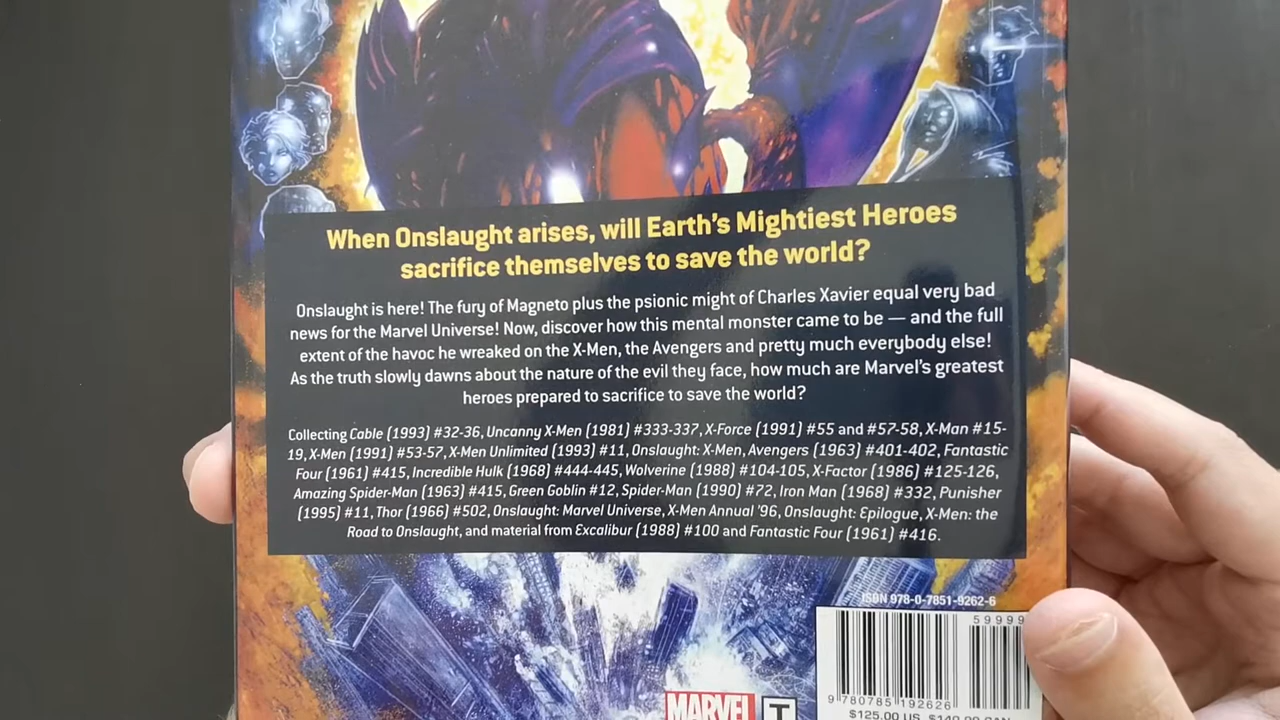 When Onslaught arises, will Earth's Mightiest Heroes
sacrifice themselves to save the world?
Onslaught is here! The fury of Magneto plus the psionic might of Charles Xavier equal very bad
news for the Marvel Universe! Now, discover how this mental monster came to be — and the full
extent of the havoc he wreaked on the X-Men, the Avengers and pretty much everybody else!
As the truth slowly dawns about the nature of the evil they face, how much are Marvel's greatest
heroes prepared to sacrifice to save the world?
Collecting Cable (1993) #32-36, Uncanny X-Men (1981) #333-337, X-Force (1991) #55 and #57-58, X-Man #15-
19, X-Men (1991) #53-57, X-Men Unlimited (1993) #11, Onslaught: X-Men, Avengers (1963) #401-402, Fantastic
Four (1961) #415, Incredible Hulk (1968) #444-445, Wolverine (1988) #104-105, X-Factor (1986) #125-126,
Amazing Spider-Man (1963) #415, Green Goblin #12, Spider-Man (1990) #72, Iron Man (1968) #332, Punisher
(1995) #11, Thor (1966) #502, Onslaught: Marvel Universe, X-Men Annual '96, Onslaught: Epilogue, X-Men: the
Road to Onslaught, and material from Excalibur (1988) #100 and Fantastic Four (1961) #416.
ISBN 978-0-7851-9262-6
59999
9 780785 192626
$125.00 US
MARVEL
T